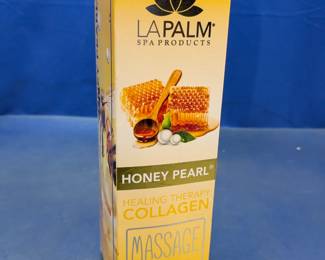 LA PALM®
SPA PRODUCTS
HONEY PEARL®
HEALING THERAPY
COLLAGEN
MASSAGE